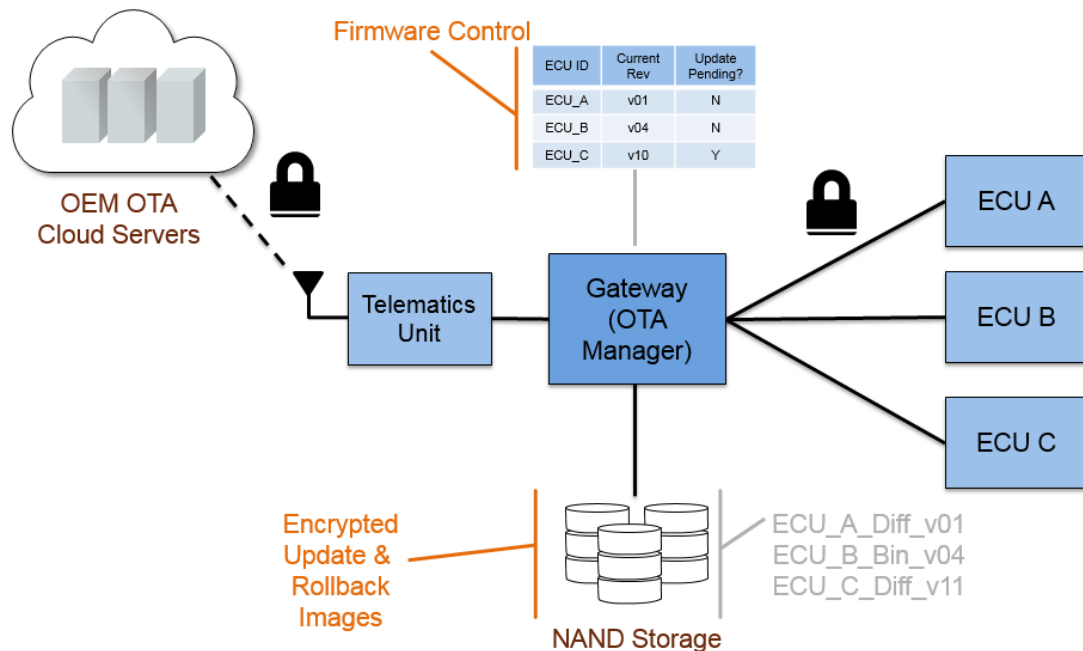 Firmware Control
ECU ID Current Rev Update Pending?
ECU_A v01 N
ECU_B v04 N
ECU_C v10 Y
OEM OTA
Cloud Servers
Telematics
Unit
Gateway
(OTA
Manager)
ECU A
ECU B
ECU C
Encrypted
Update &
Rollback
Images
NAND Storage
ECU_A_Diff_v01
ECU_B_Bin_v04
ECU_C_Diff_v11